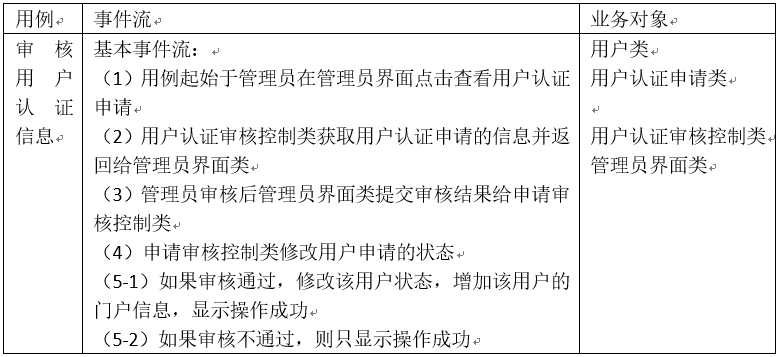 用例
事件流
业务对象
审核
用户
认证
信息
基本事件流：
（1）用例起始于管理员在管理员界面点击查看用户认证
申请
（2）用户认证审核控制类获取用户认证申请的信息并返
回给管理员界面类
（3）管理员审核后管理员界面类提交审核结果给申请审
核控制类
（4）申请审核控制类修改用户申请的状态
（5-1）如果审核通过，修改该用户状态，增加该用户的
门户信息，显示操作成功
（5-2）如果审核不通过，则只显示操作成功
用户类
用户认证申请类
用户认证审核控制类
管理员界面类